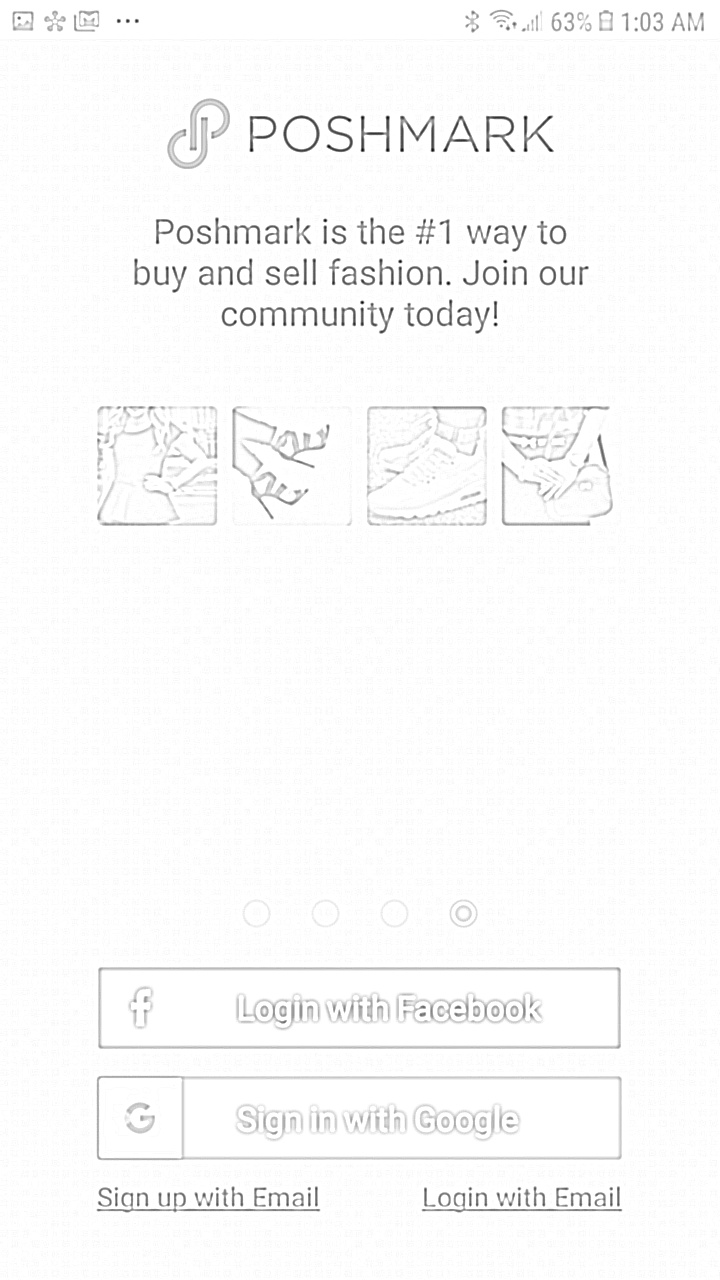 63% 1:03 AM
POSHMARK
Poshmark is the #1 way to
buy and sell fashion. Join our
community today!
f Login with Facebook
G Sign in with Google
Sign up with Email Login with Email